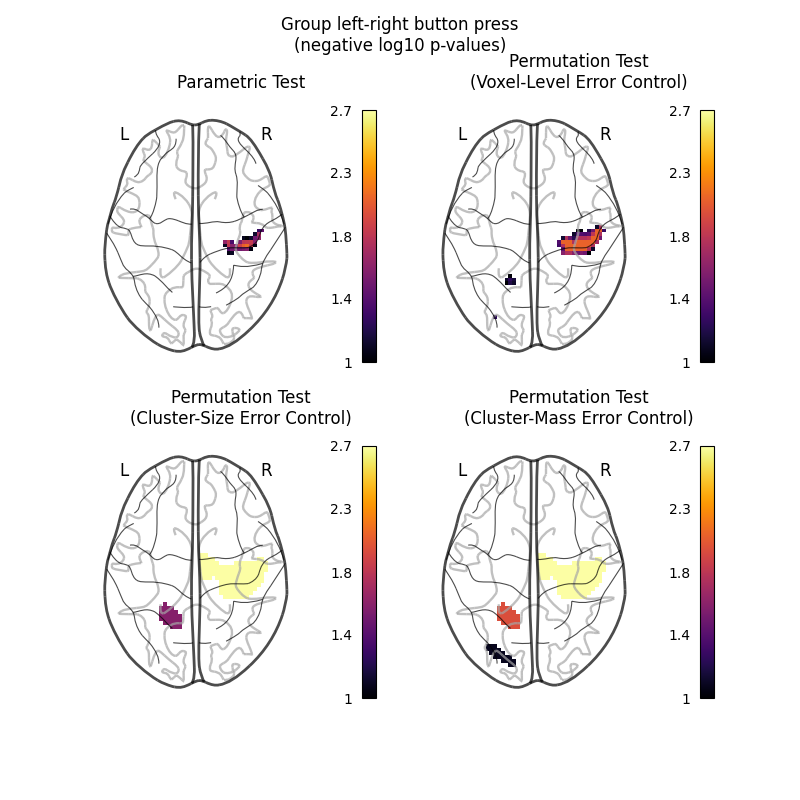 Group left-right button press
(negative log10 p-values)
Parametric Test
Permutation Test
(Voxel-Level Error Control)
L
R
2.7
2.3
1.8
1.4
1
L
R
2.7
2.3
1.8
1.4
1
Permutation Test
(Cluster-Size Error Control)
Permutation Test
(Cluster-Mass Error Control)
L
R
2.7
2.3
1.8
1.4
1
L
R
2.7
2.3
1.8
1.4
1